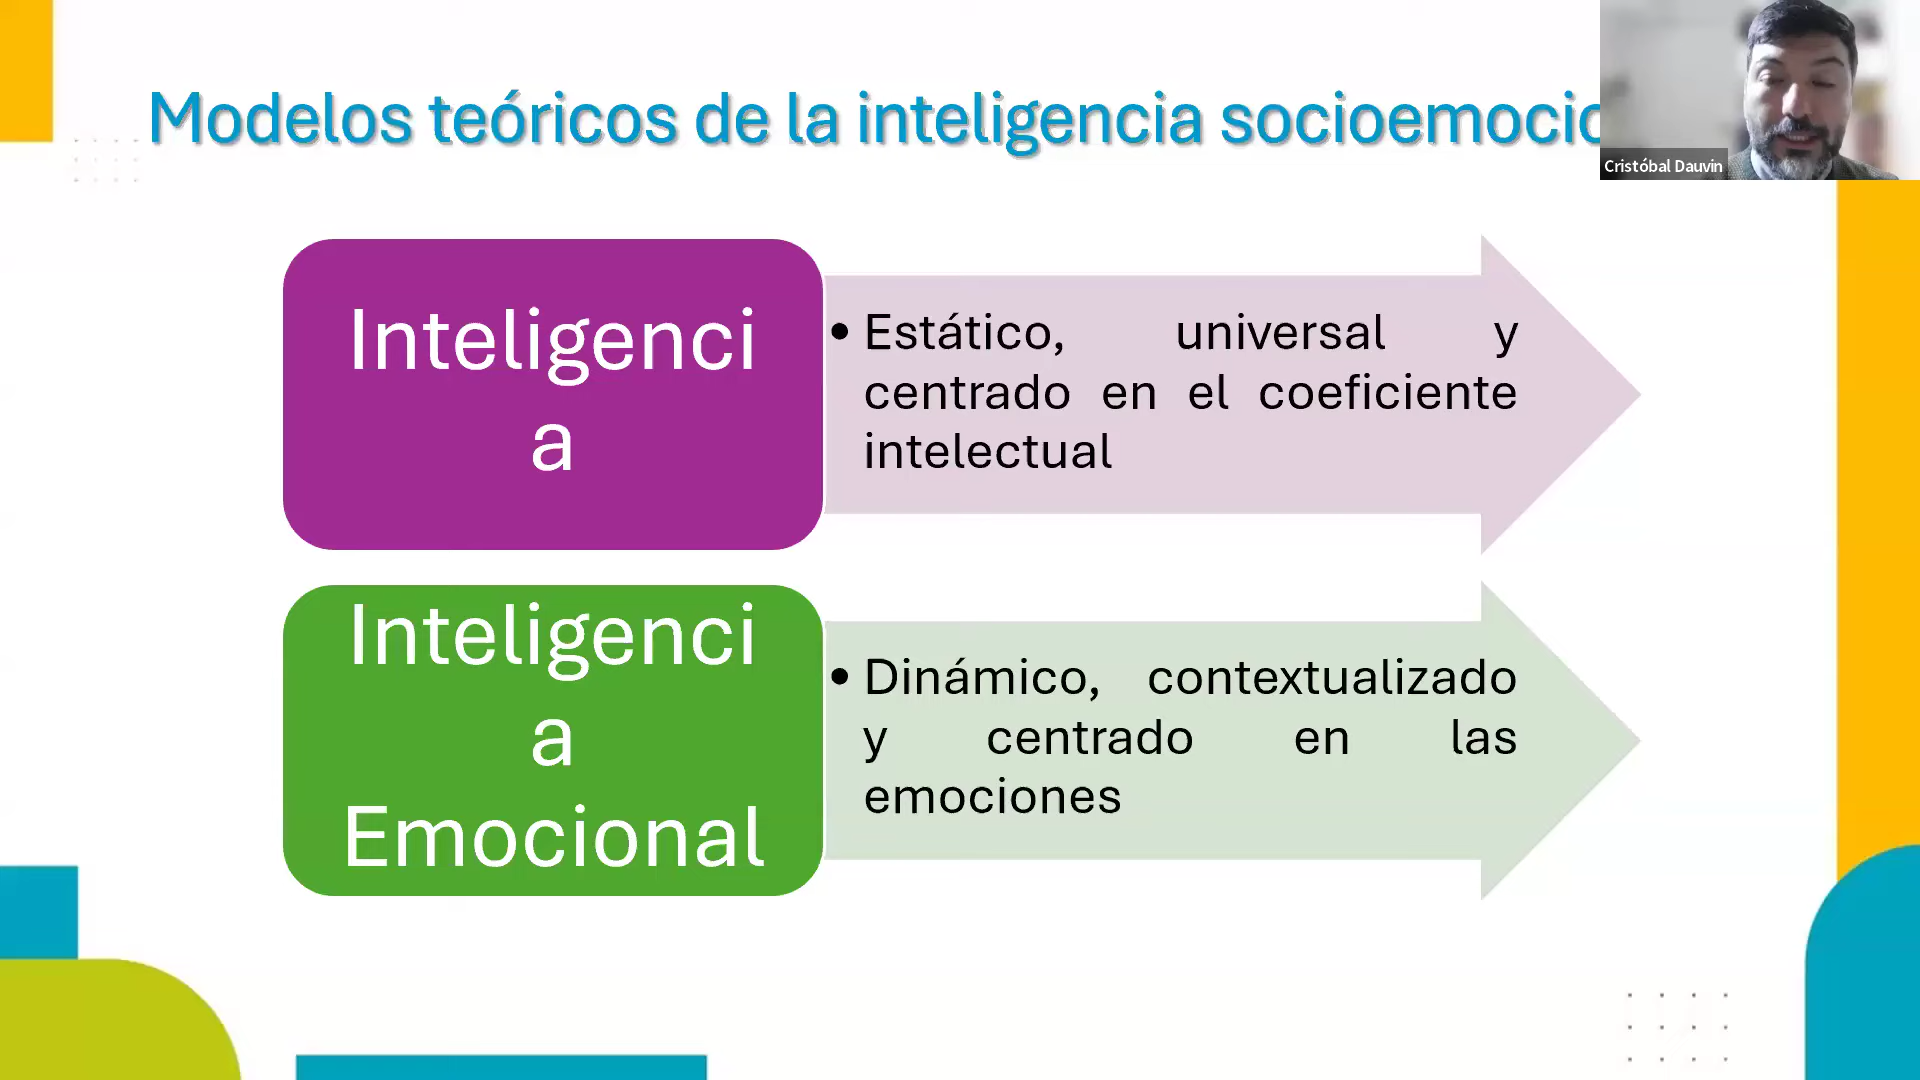 Modelos teóricos de la inteligencia socioemocio
Cristóbal Dauvin
Inteligenci
a
• Estático, universal y
centrado en el coeficiente
intelectual
Inteligenci
a
Emocional
• Dinámico, contextualizado
y centrado en las
emociones